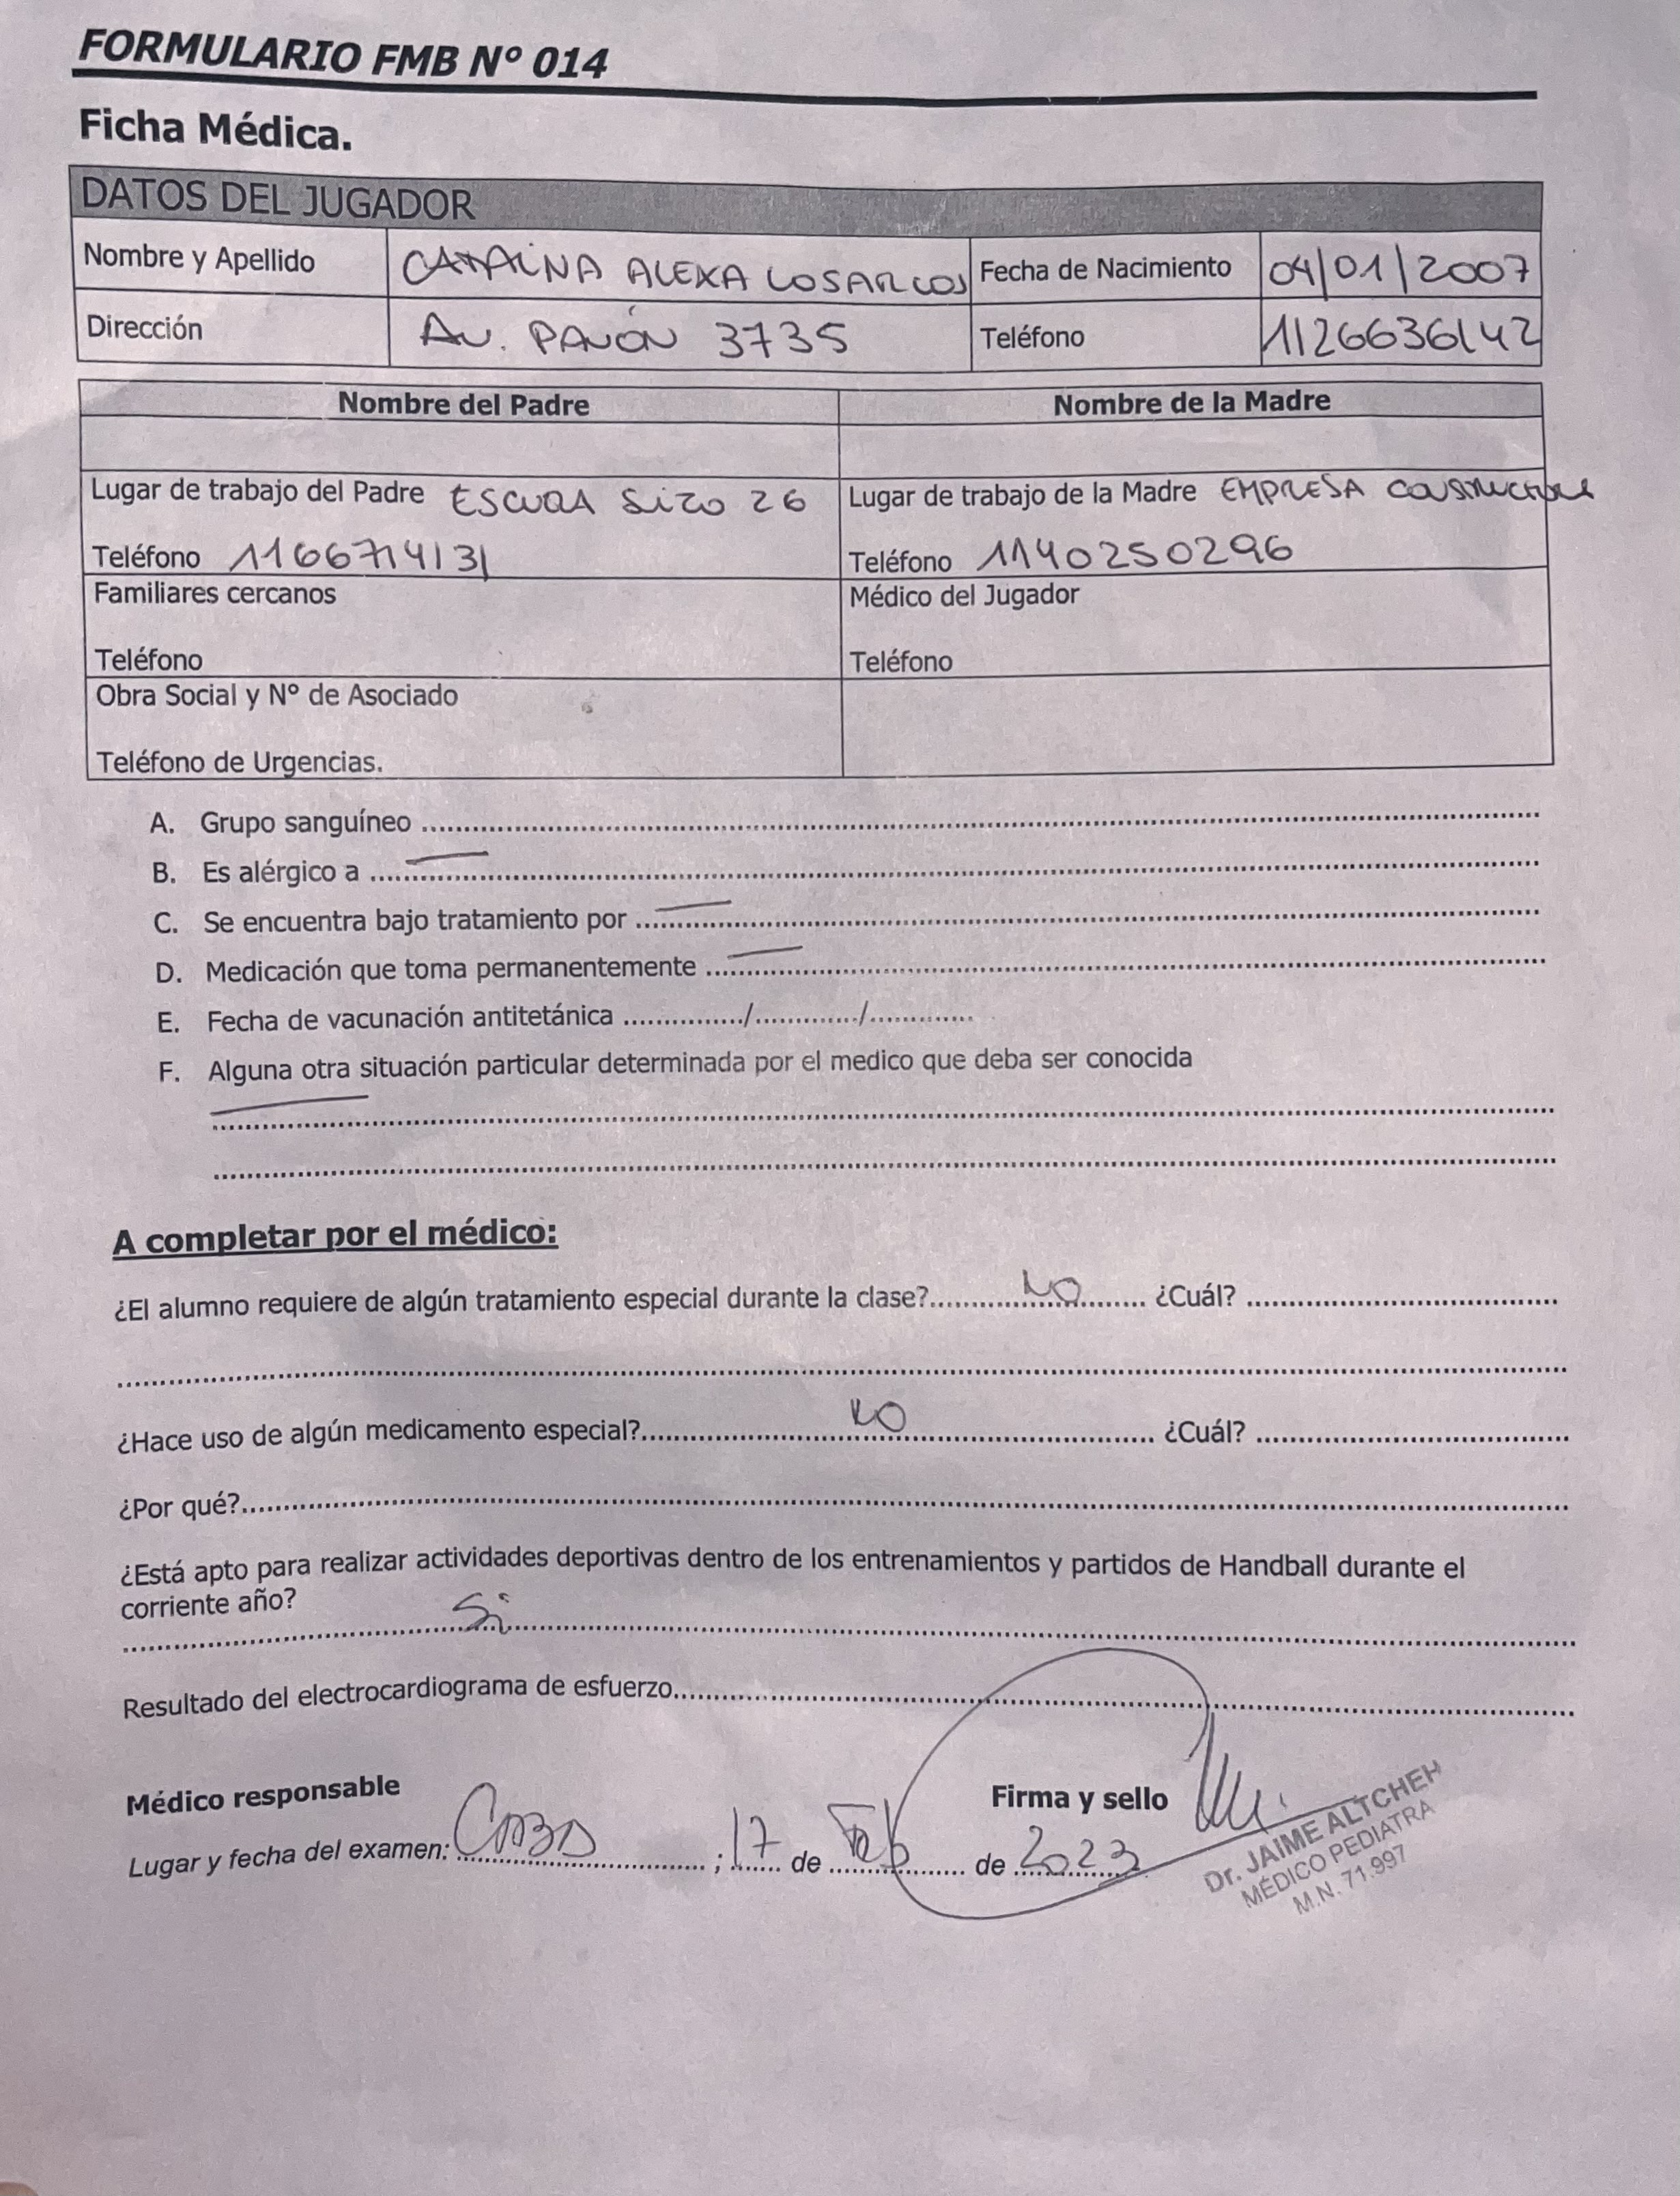 FORMULARIO FMB Nº 014
Ficha Médica.
DATOS DEL JUGADOR
Nombre y Apellido CATALINA ALEXA LOSARCOS Fecha de Nacimiento 04/01/2007
Dirección AV. PAVÓN 3735 Teléfono 1126636142
Nombre del Padre Nombre de la Madre
Lugar de trabajo del Padre 26 Lugar de trabajo de la Madre EMPRESA
Teléfono 1166714131 Teléfono 1140250296
Familiares cercanos Médico del Jugador
Teléfono Teléfono
Obra Social y Nº de Asociado
Teléfono de Urgencias.
A. Grupo sanguíneo ..........
B. Es alérgico a .......... —
C. Se encuentra bajo tratamiento por .......... —
D. Medicación que toma permanentemente .......... —
E. Fecha de vacunación antitetánica ............../............../..............
F. Alguna otra situación particular determinada por el medico que deba ser conocida
—
A completar por el médico:
¿El alumno requiere de algún tratamiento especial durante la clase?..........NO.......... ¿Cuál? ..........
¿Hace uso de algún medicamento especial?..........NO.......... ¿Cuál? ..........
¿Por qué?..........
¿Está apto para realizar actividades deportivas dentro de los entrenamientos y partidos de Handball durante el
corriente año?
Si
Resultado del electrocardiograma de esfuerzo..........
Médico responsable Firma y sello
Lugar y fecha del examen: CABA ; 17 de Feb de 2023
Dr. JAIME ALTCHEH
MÉDICO PEDIATRA
M.N. 71.997